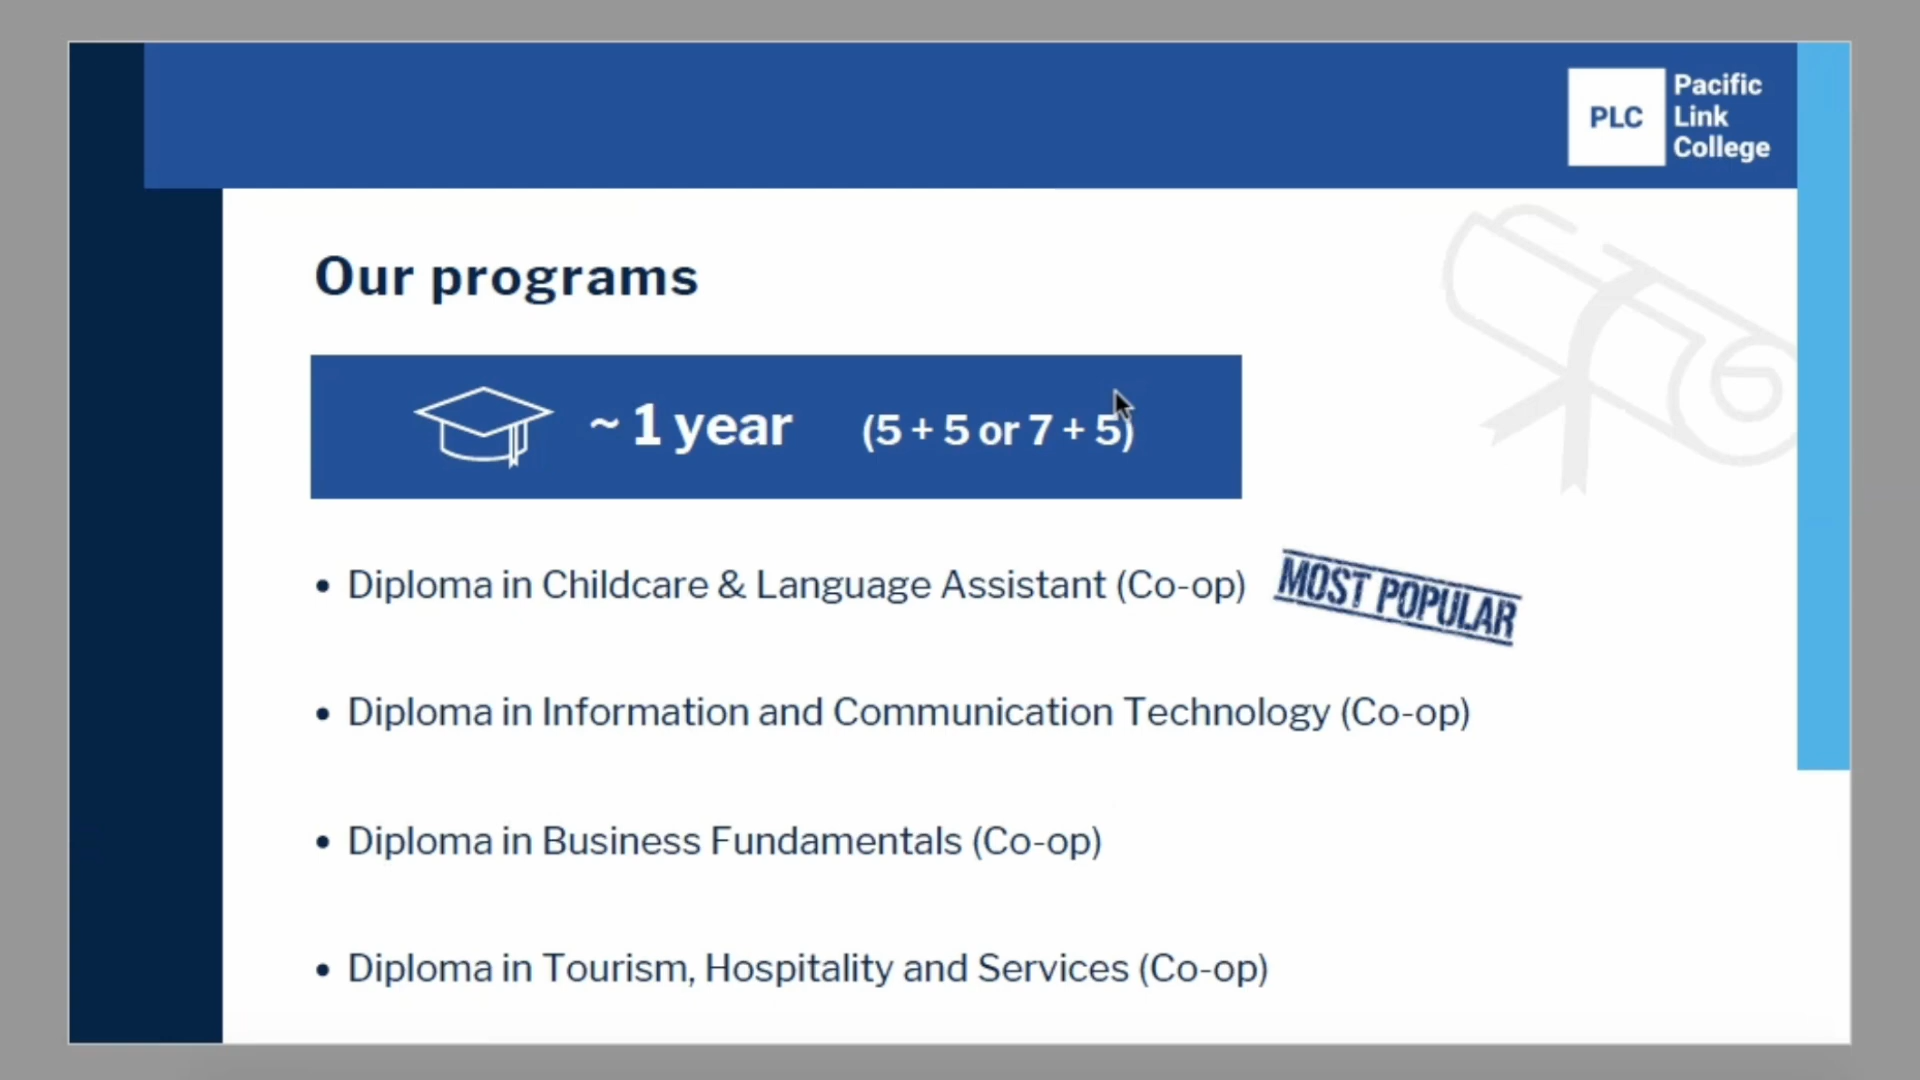 PLC
Pacific
Link
College
Our programs
~ 1 year (5 + 5 or 7 + 5)
• Diploma in Childcare & Language Assistant (Co-op)
MOST POPULAR
• Diploma in Information and Communication Technology (Co-op)
• Diploma in Business Fundamentals (Co-op)
• Diploma in Tourism, Hospitality and Services (Co-op)